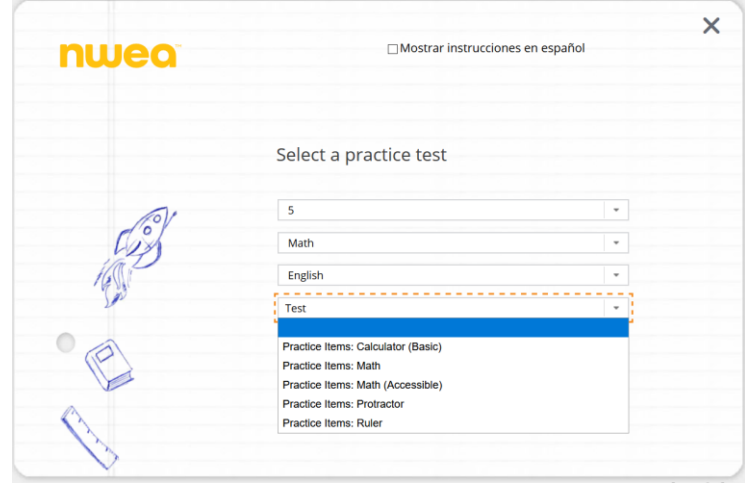 nwea
Mostrar instrucciones en español
Select a practice test
5
Math
English
Test
Practice Items: Calculator (Basic)
Practice Items: Math
Practice Items: Math (Accessible)
Practice Items: Protractor
Practice Items: Ruler